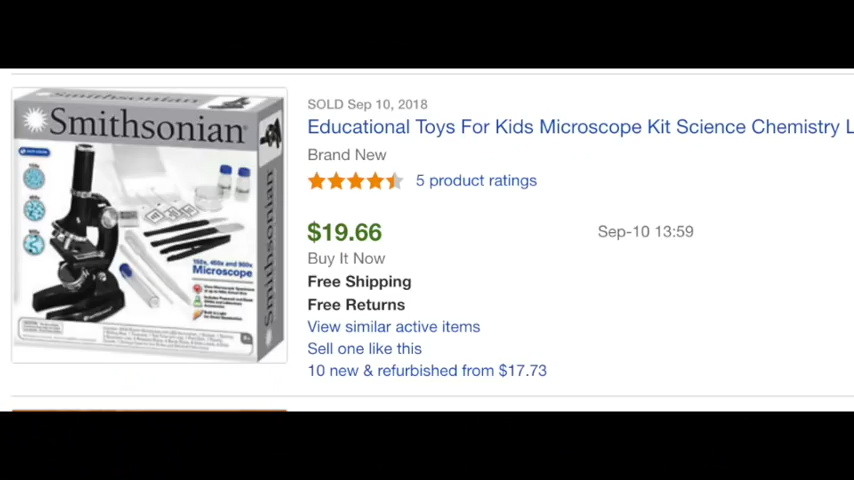 Smithsonian
Smithsonian®
Smithsonian
150x, 450x and 900x
Microscope
SOLD Sep 10, 2018
Educational Toys For Kids Microscope Kit Science Chemistry L
Brand New
5 product ratings
$19.66
Sep-10 13:59
Buy It Now
Free Shipping
Free Returns
View similar active items
Sell one like this
10 new & refurbished from $17.73